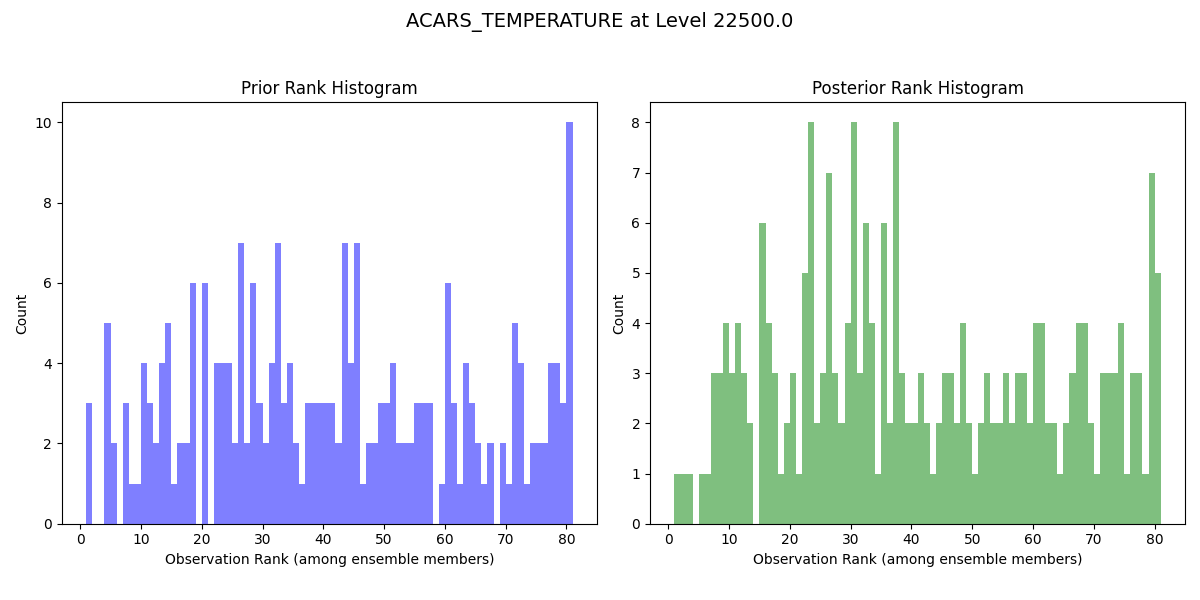 ACARS_TEMPERATURE at Level 22500.0
Prior Rank Histogram
Count
10
8
6
4
2
0
0 10 20 30 40 50 60 70 80
Observation Rank (among ensemble members)
Posterior Rank Histogram
Count
8
7
6
5
4
3
2
1
0
0 10 20 30 40 50 60 70 80
Observation Rank (among ensemble members)